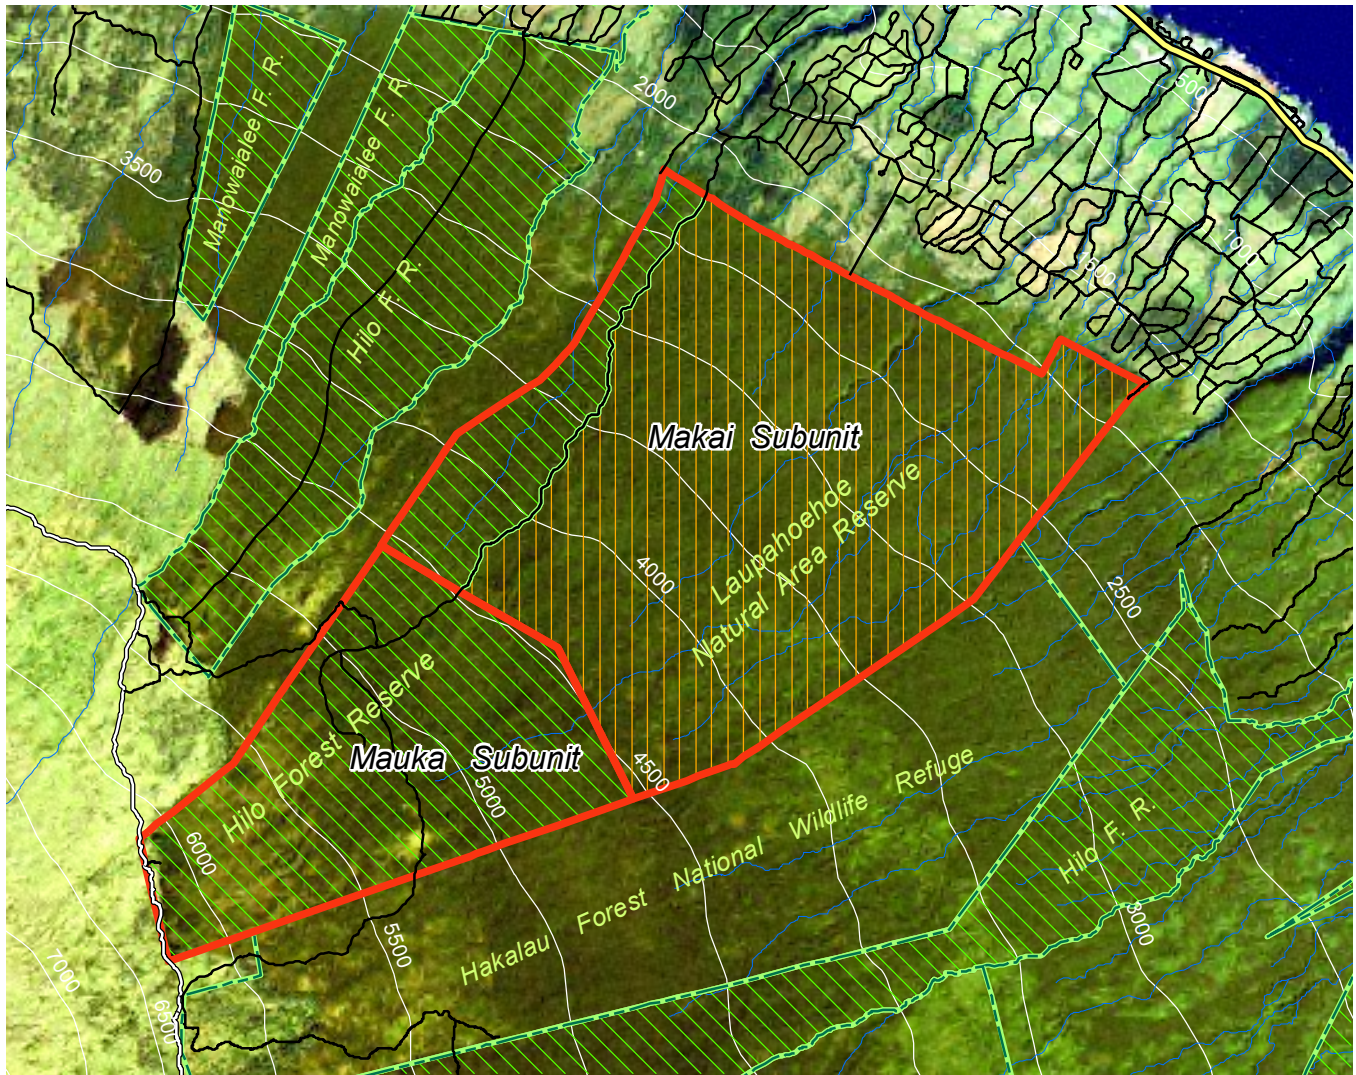 2000
500
3500
Manowaialee F. R.
Manowaialee F. R.
1000
1500
Hilo F. R.
Makai Subunit
Laupahoehoe
Natural Area Reserve
4000
2500
Hilo Forest Reserve
Mauka Subunit
4500
5000
Hakalau Forest National Wildlife Refuge
6000
Hilo F. R.
3000
5500
7000
6500